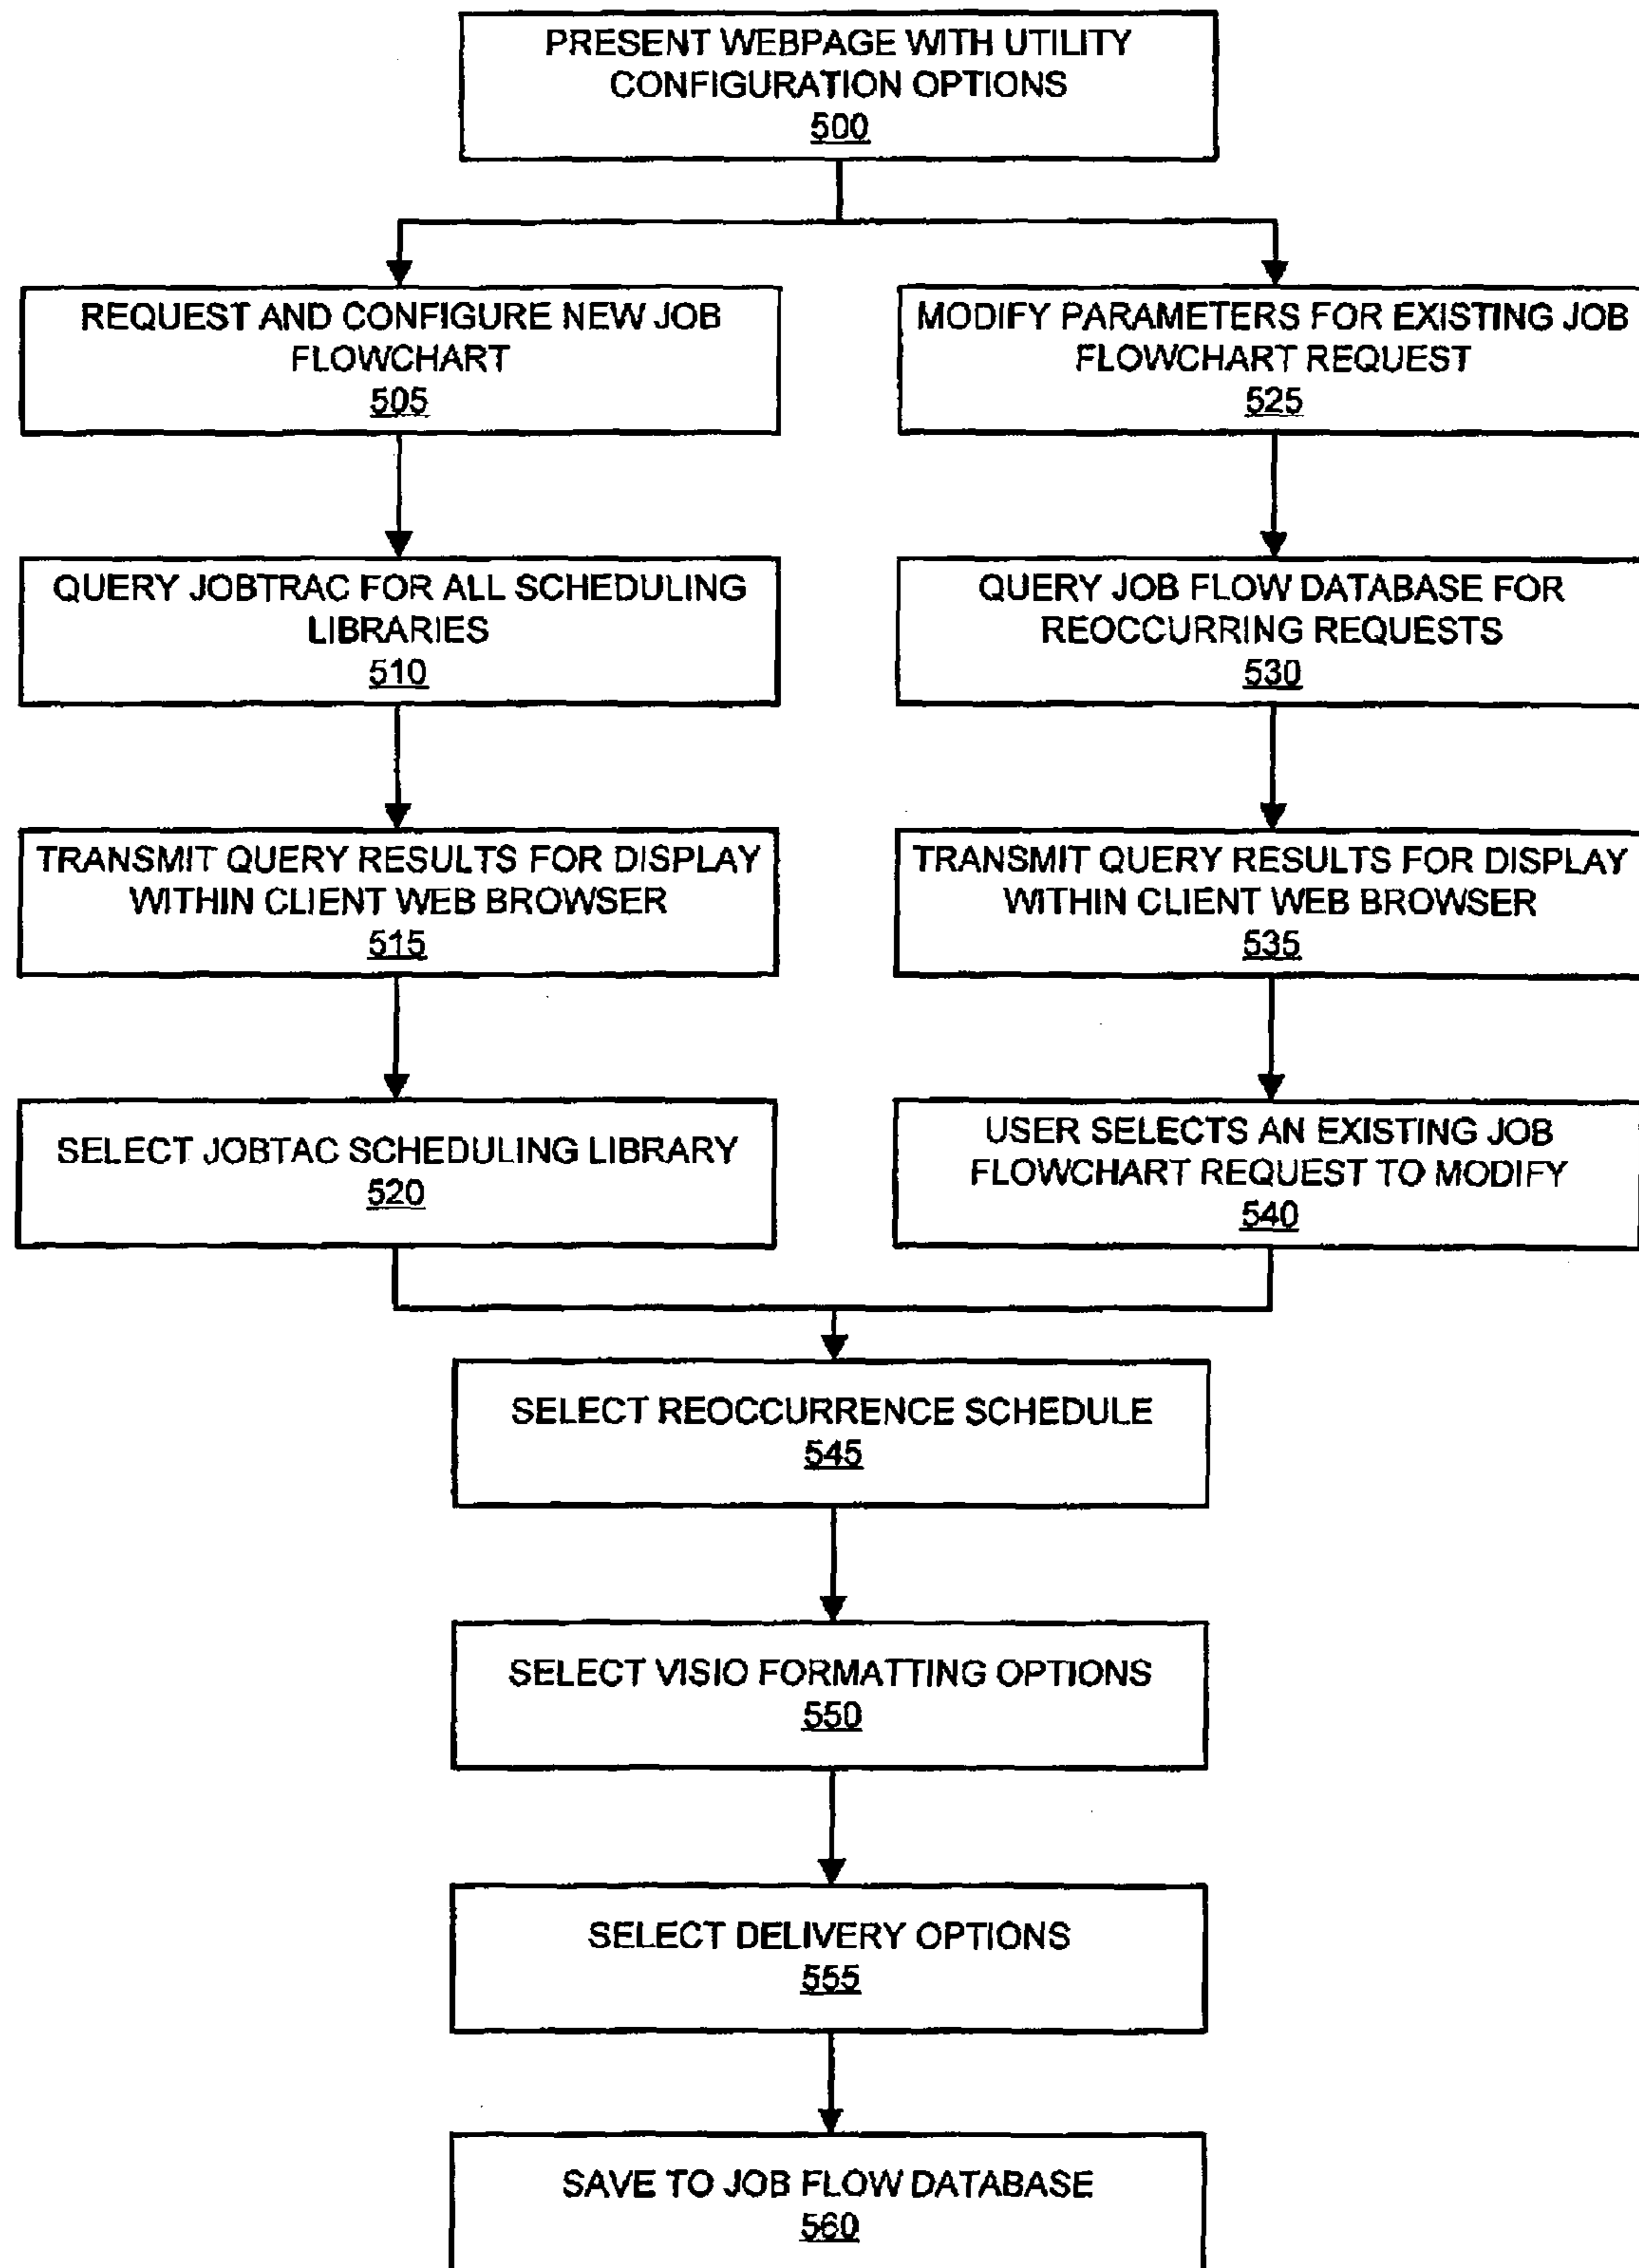 PRESENT WEBPAGE WITH UTILITY
CONFIGURATION OPTIONS
500
REQUEST AND CONFIGURE NEW JOB
FLOWCHART
505
MODIFY PARAMETERS FOR EXISTING JOB
FLOWCHART REQUEST
525
QUERY JOBTRAC FOR ALL SCHEDULING
LIBRARIES
510
QUERY JOB FLOW DATABASE FOR
REOCCURRING REQUESTS
530
TRANSMIT QUERY RESULTS FOR DISPLAY
WITHIN CLIENT WEB BROWSER
515
TRANSMIT QUERY RESULTS FOR DISPLAY
WITHIN CLIENT WEB BROWSER
535
SELECT JOBTAC SCHEDULING LIBRARY
520
USER SELECTS AN EXISTING JOB
FLOWCHART REQUEST TO MODIFY
540
SELECT REOCCURRENCE SCHEDULE
545
SELECT VISIO FORMATTING OPTIONS
550
SELECT DELIVERY OPTIONS
555
SAVE TO JOB FLOW DATABASE
560